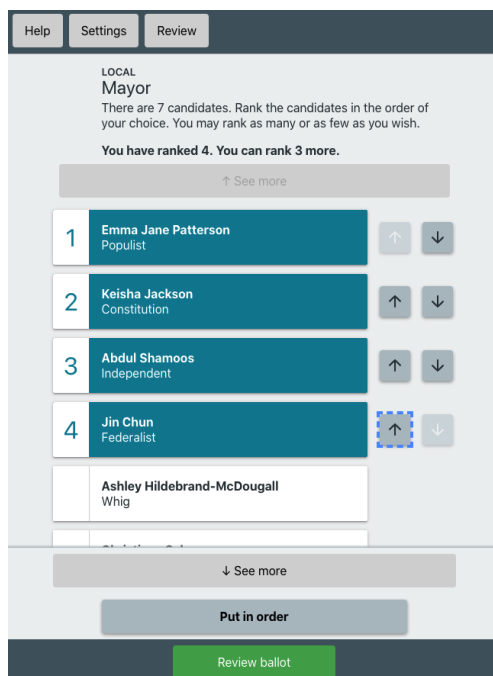 Help Settings Review
LOCAL
Mayor
There are 7 candidates. Rank the candidates in the order of
your choice. You may rank as many or as few as you wish.
You have ranked 4. You can rank 3 more.
↑ See more
1 Emma Jane Patterson
Populist
2 Keisha Jackson
Constitution
3 Abdul Shamoos
Independent
4 Jin Chun
Federalist
Ashley Hildebrand-McDougall
Whig
↓ See more
Put in order
Review ballot